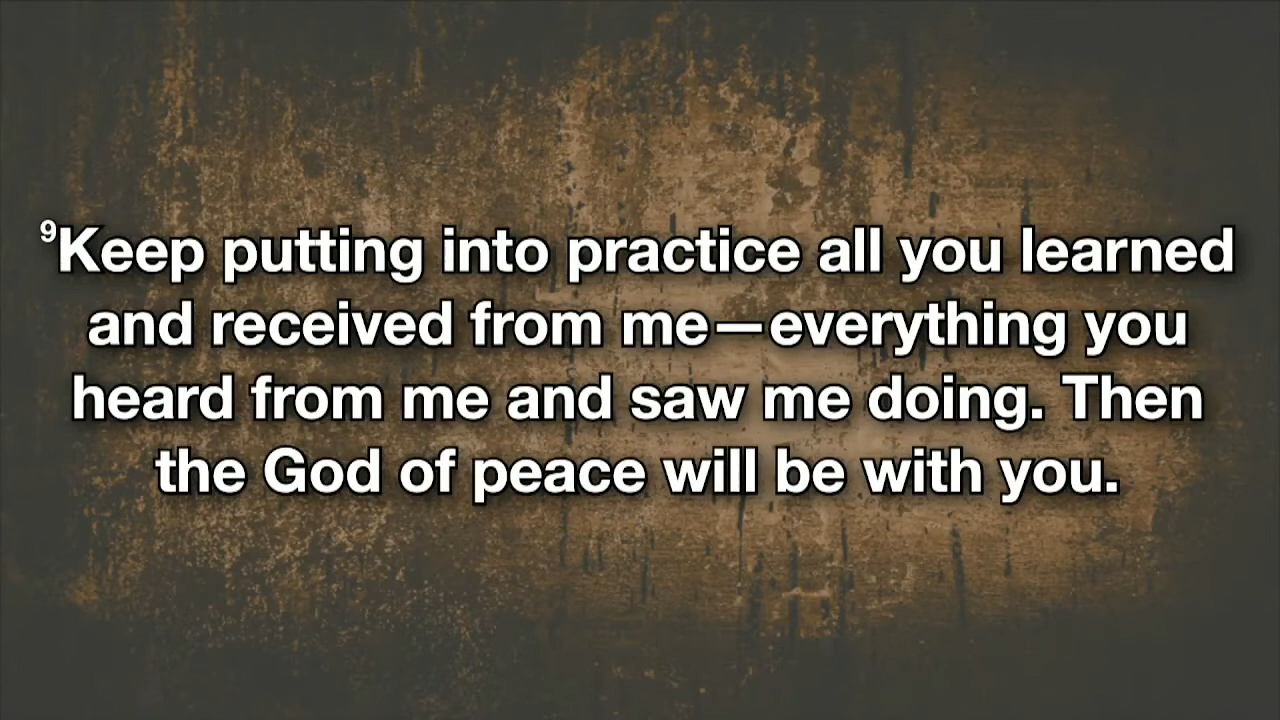 ⁹Keep putting into practice all you learned
and received from me—everything you
heard from me and saw me doing. Then
the God of peace will be with you.